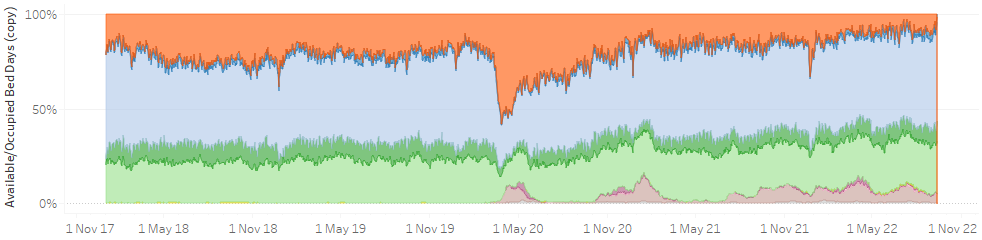 Available/Occupied Bed Days (copy)
100%
50%
0%
1 Nov 17
1 May 18
1 Nov 18
1 May 19
1 Nov 19
1 May 20
1 Nov 20
1 May 21
1 Nov 21
1 May 22
1 Nov 22